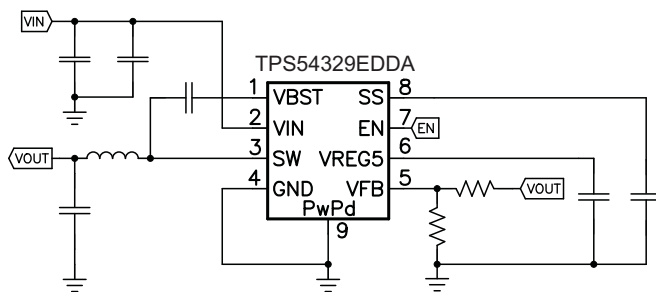 VIN
TPS54329EDDA
1 VBST SS 8
2 VIN EN 7 EN
VOUT 3 SW VREG5 6
4 GND VFB 5 VOUT
PwPd
9